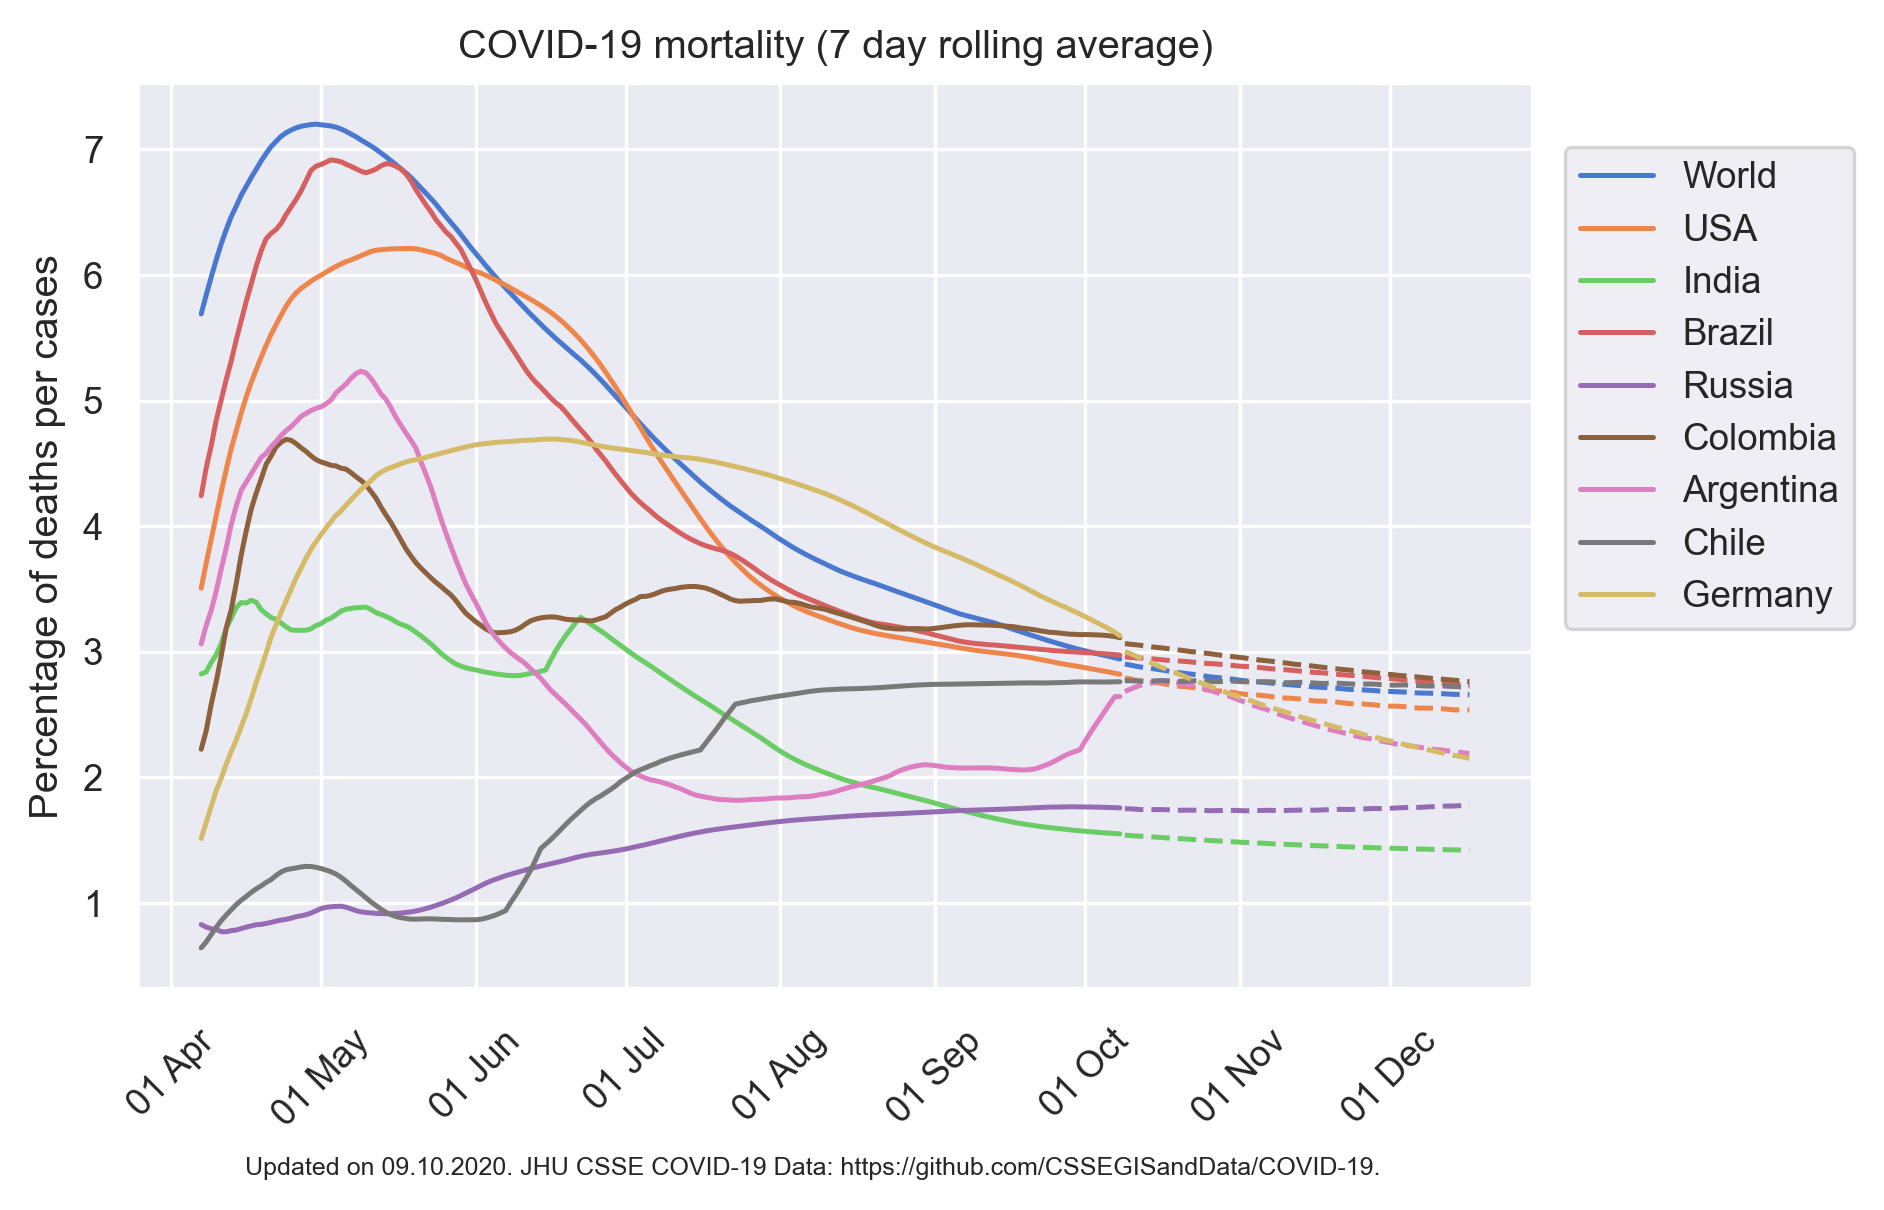 COVID-19 mortality (7 day rolling average)
Percentage of deaths per cases
7
6
5
4
3
2
1
01 Apr
01 May
01 Jun
01 Jul
01 Aug
01 Sep
01 Oct
01 Nov
01 Dec
World
USA
India
Brazil
Russia
Colombia
Argentina
Chile
Germany
Updated on 09.10.2020. JHU CSSE COVID-19 Data: https://github.com/CSSEGISandData/COVID-19.